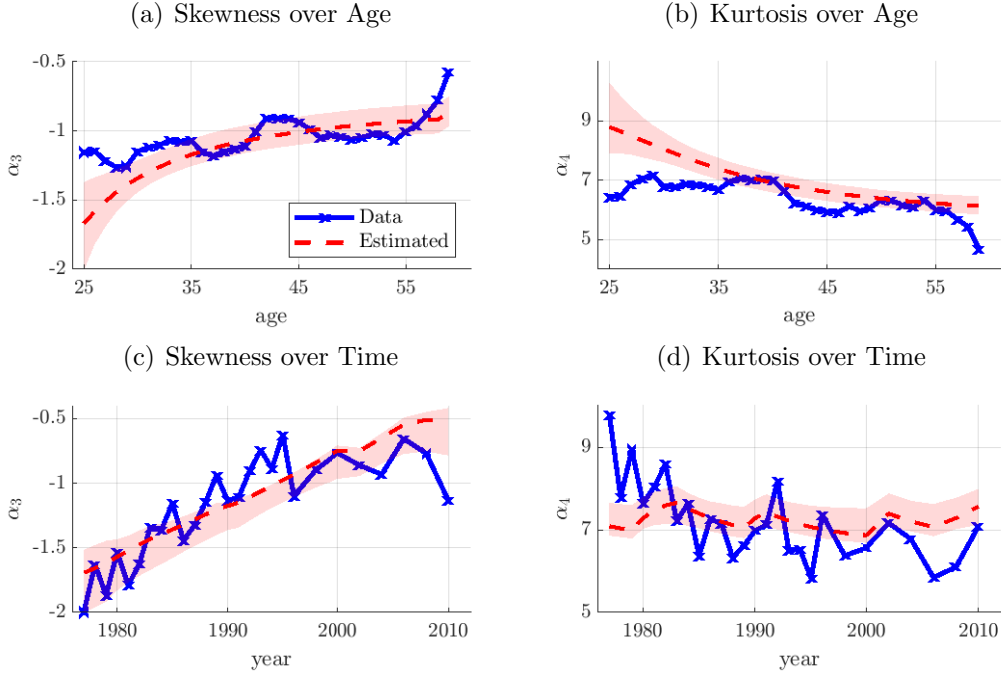 (a) Skewness over Age
-0.5
-1
-1.5
-2
α3
25 35 45 55
age
Data
Estimated
(b) Kurtosis over Age
9
7
5
α4
25 35 45 55
age
(c) Skewness over Time
-0.5
-1
-1.5
-2
α3
1980 1990 2000 2010
year
(d) Kurtosis over Time
9
7
5
α4
1980 1990 2000 2010
year